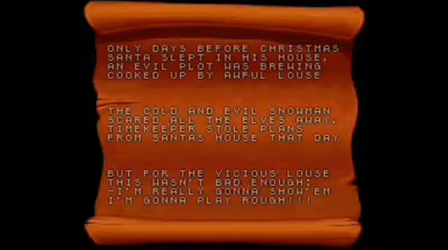 ONLY DAYS BEFORE CHRISTMAS
SANTA SLEPT IN HIS HOUSE,
AN EVIL PLOT WAS BREWING
COOKED UP BY AWFUL LOUSE
THE COLD AND EVIL SNOWMAN
SCARED ALL THE ELVES AWAY.
TIMEKEEPER STOLE PLANS
FROM SANTAS HOUSE THAT DAY
BUT FOR THE VICIOUS LOUSE
THIS WASN'T BAD ENOUGH:
-I'M REALLY GONNA SHOW'EM
I'M GONNA PLAY ROUGH!!!